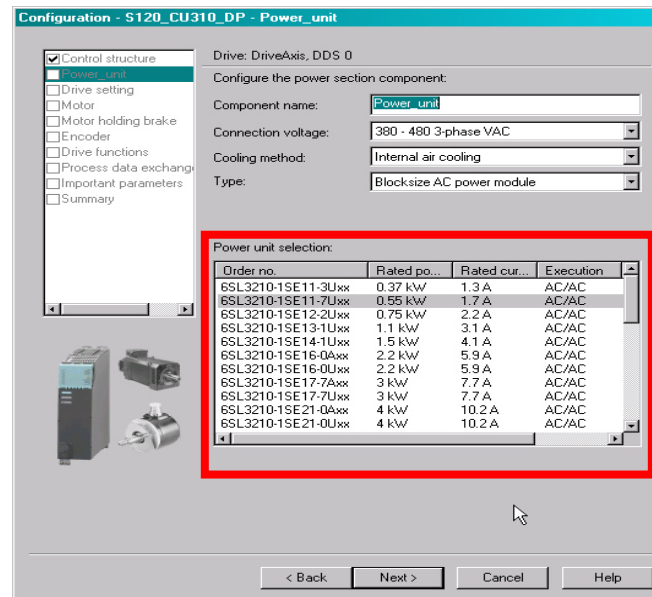 Configuration - S120_CU310_DP - Power_unit
Control structure
Power_unit
Drive setting
Motor
Motor holding brake
Encoder
Drive functions
Process data exchang
Important parameters
Summary
Drive: DriveAxis, DDS 0
Configure the power section component:
Component name: Power_unit
Connection voltage: 380 - 480 3-phase VAC
Cooling method: Internal air cooling
Type: Blocksize AC power module
Power unit selection:
Order no. Rated po... Rated cur... Execution
6SL3210-1SE11-3Uxx 0.37 kW 1.3 A AC/AC
6SL3210-1SE11-7Uxx 0.55 kW 1.7 A AC/AC
6SL3210-1SE12-2Uxx 0.75 kW 2.2 A AC/AC
6SL3210-1SE13-1Uxx 1.1 kW 3.1 A AC/AC
6SL3210-1SE14-1Uxx 1.5 kW 4.1 A AC/AC
6SL3210-1SE16-0Axx 2.2 kW 5.9 A AC/AC
6SL3210-1SE16-0Uxx 2.2 kW 5.9 A AC/AC
6SL3210-1SE17-7Axx 3 kW 7.7 A AC/AC
6SL3210-1SE17-7Uxx 3 kW 7.7 A AC/AC
6SL3210-1SE21-0Axx 4 kW 10.2 A AC/AC
6SL3210-1SE21-0Uxx 4 kW 10.2 A AC/AC
< Back Next > Cancel Help